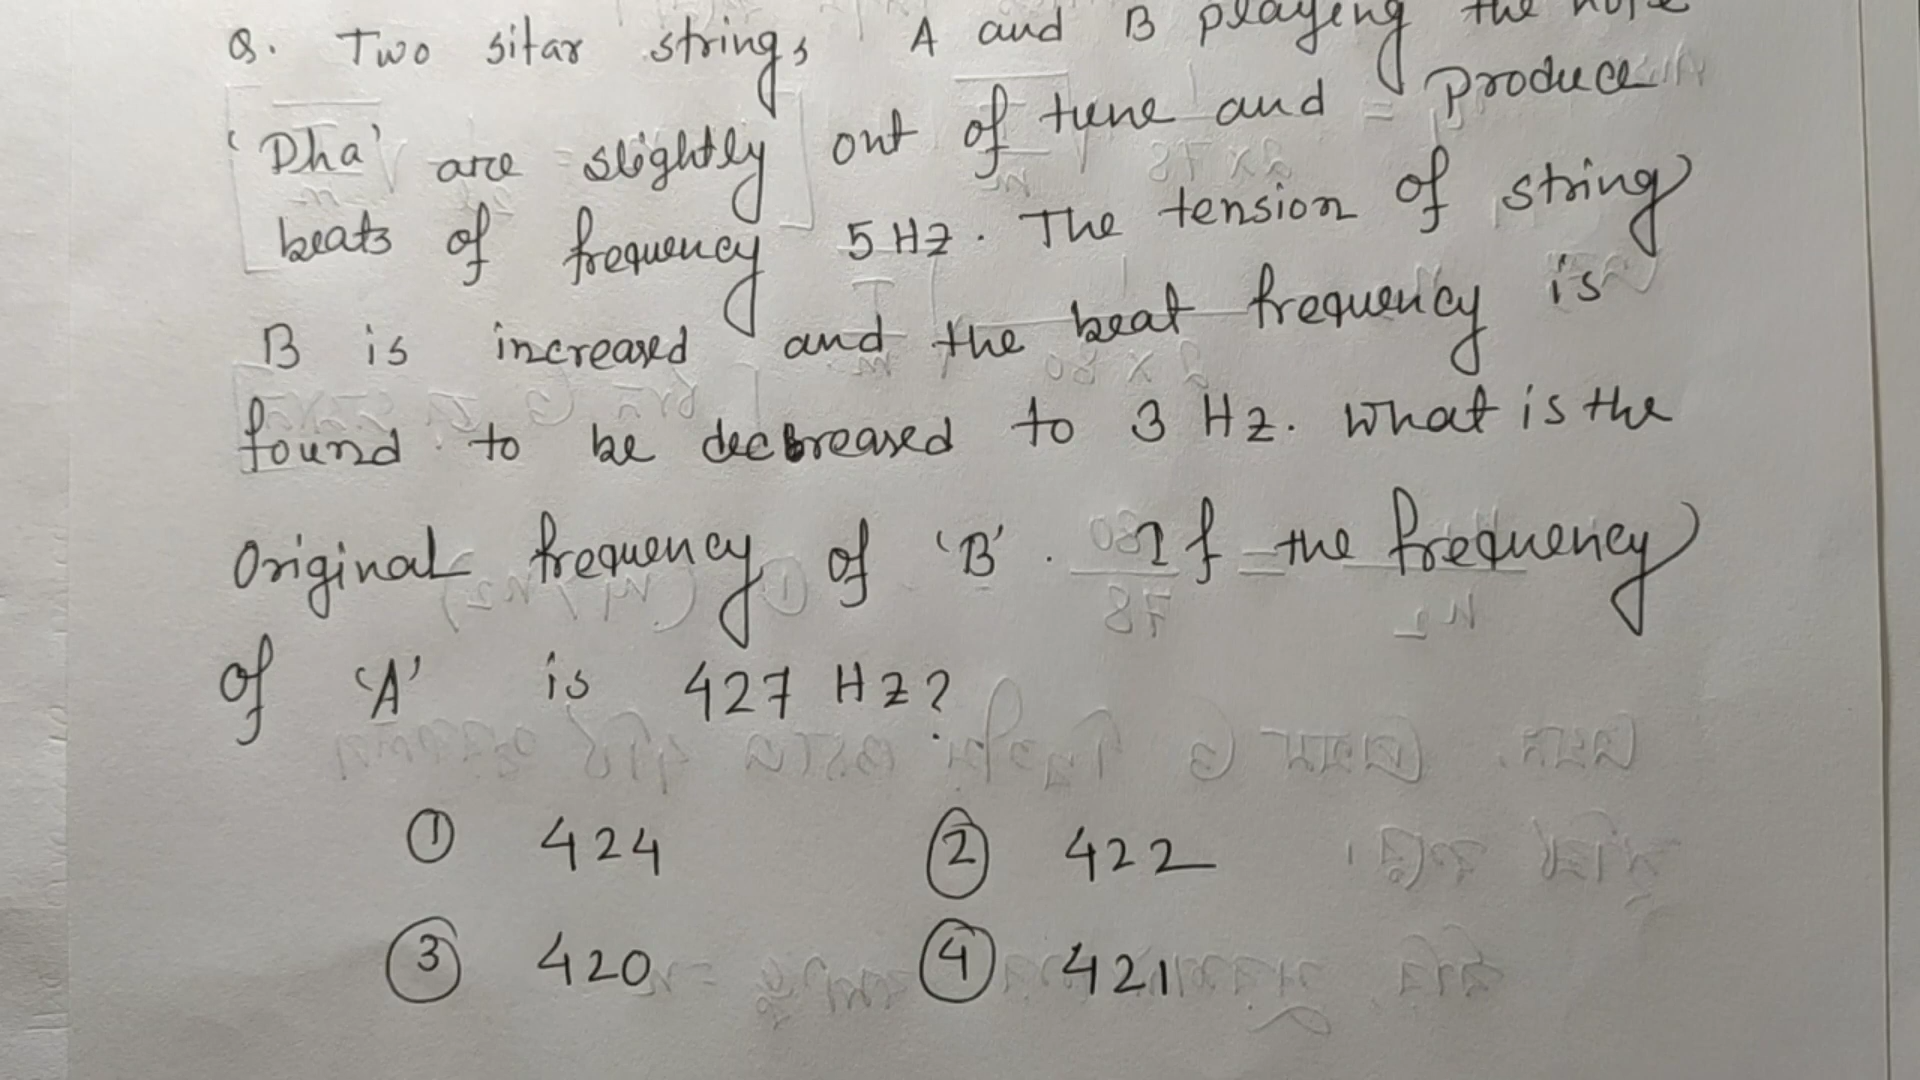 Q. Two sitar strings A and B playing the note
'Dha' are slightly out of tune and produce
beats of frequency 5 Hz. The tension of string
B is increased and the beat frequency is
found to be decreased to 3 Hz. What is the
Original frequency of 'B'. If the frequency
of 'A' is 427 Hz?
① 424 ② 422
③ 420 ④ 421